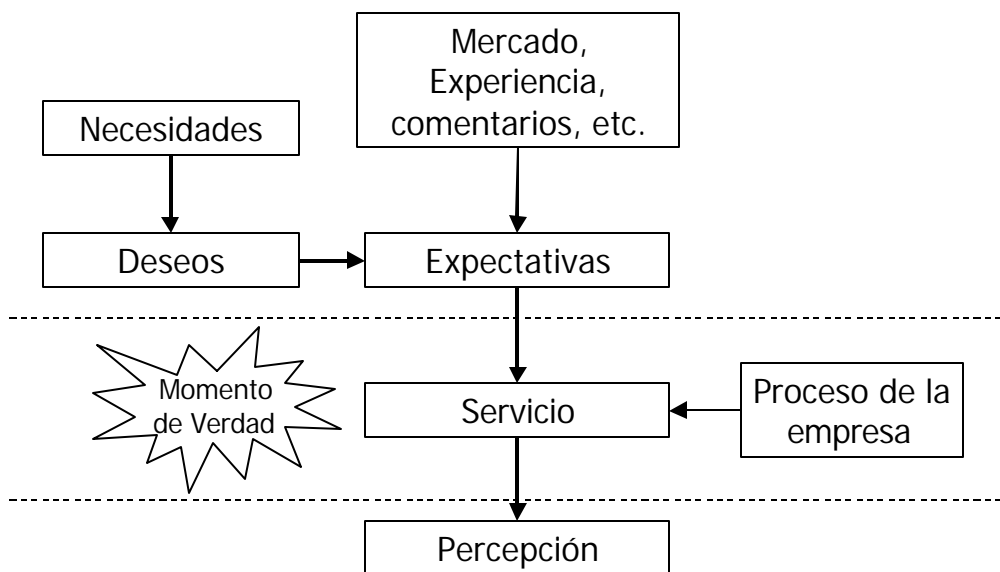 Mercado,
Experiencia,
comentarios, etc.
Necesidades
Deseos
Expectativas
Momento
de Verdad
Servicio
Proceso de la
empresa
Percepción